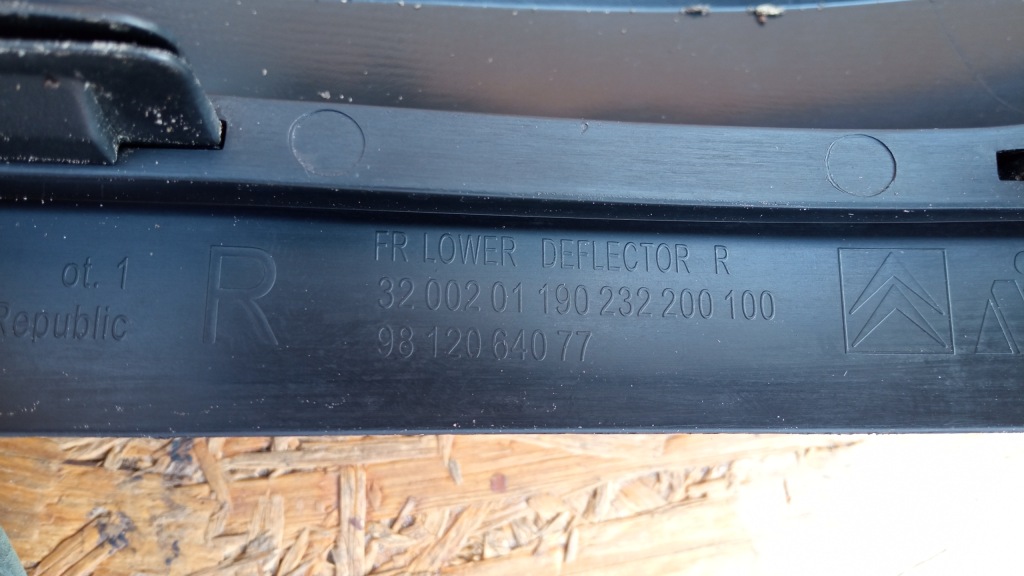 ot. 1
Republic
R
FR LOWER DEFLECTOR R
32 002 01 190 232 200 100
98 120 640 77